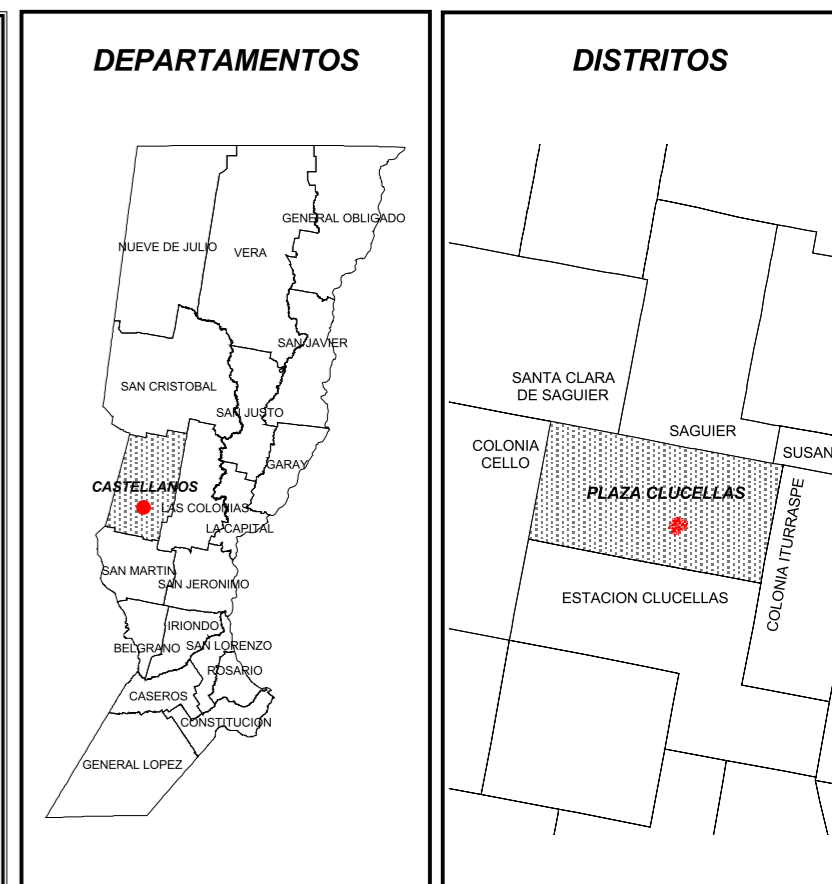 DEPARTAMENTOS
GENERAL OBLIGADO
NUEVE DE JULIO
VERA
SAN JAVIER
SAN CRISTOBAL
SAN JUSTO
GARAY
CASTELLANOS
LAS COLONIAS
LA CAPITAL
SAN MARTIN
SAN JERONIMO
IRIONDO
BELGRANO
SAN LORENZO
ROSARIO
CASEROS
CONSTITUCION
GENERAL LOPEZ
DISTRITOS
SANTA CLARA
DE SAGUIER
SAGUIER
COLONIA
CELLO
SUSAN
PLAZA CLUCELLAS
COLONIA ITURRASPE
ESTACION CLUCELLAS